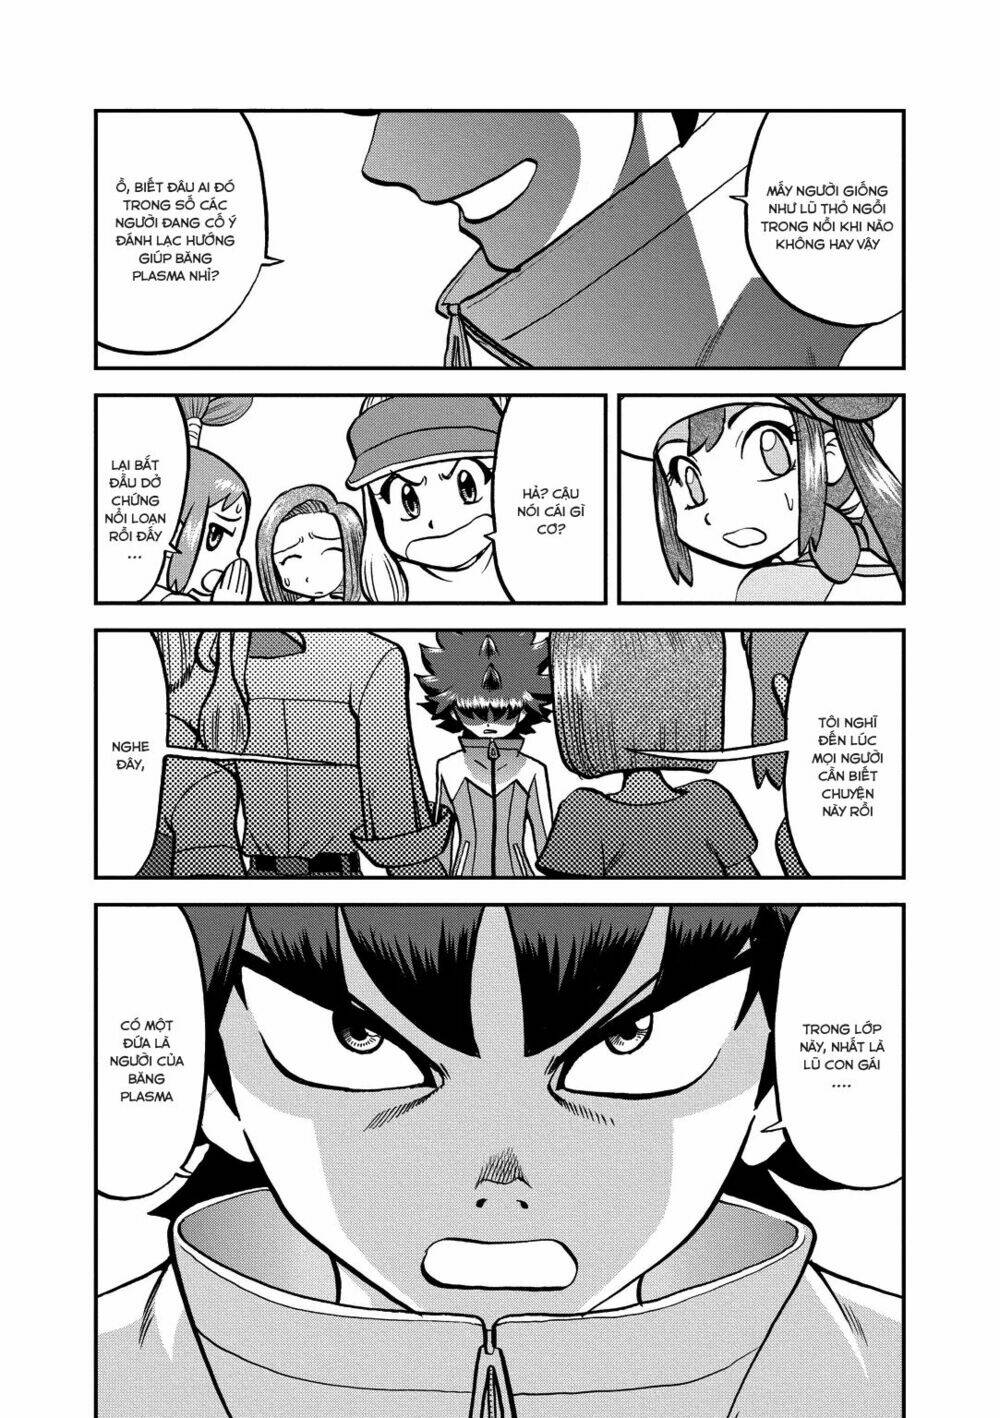 MẤY NGƯỜI GIỐNG
NHƯ LŨ THỎ NGỒI
TRONG NỒI KHI NÀO
KHÔNG HAY VẬY
Ồ, BIẾT ĐÂU AI ĐÓ
TRONG SỐ CÁC
NGƯỜI ĐANG CỐ Ý
ĐÁNH LẠC HƯỚNG
GIÚP BĂNG
PLASMA NHỈ?
HẢ? CẬU
NÓI CÁI GÌ
CƠ?
LẠI BẮT
ĐẦU DỞ
CHỨNG
NỔI LOẠN
RỒI ĐẤY
...
TÔI NGHĨ
ĐẾN LÚC
MỌI NGƯỜI
CẦN BIẾT
CHUYỆN
NÀY RỒI
NGHE
ĐÂY,
TRONG LỚP
NÀY, NHẤT LÀ
LŨ CON GÁI
....
CÓ MỘT
ĐỨA LÀ
NGƯỜI CỦA
BĂNG
PLASMA